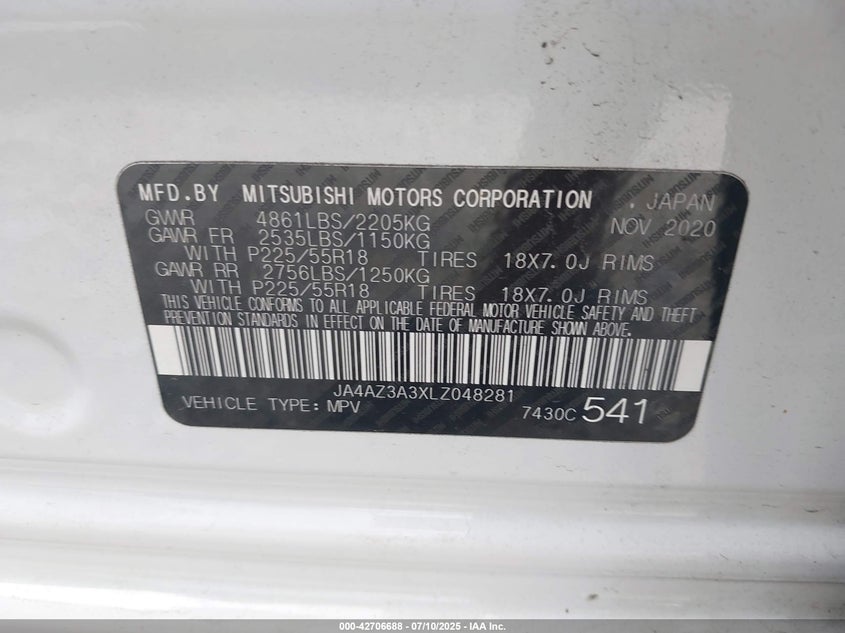 MFD.BY MITSUBISHI MOTORS CORPORATION , JAPAN
GVWR 4861LBS/2205KG NOV 2020
GAWR FR 2535LBS/1150KG
WITH P225/55R18 TIRES 18X7.0J RIMS
GAWR RR 2756LBS/1250KG
WITH P225/55R18 TIRES 18X7.0J RIMS
THIS VEHICLE CONFORMS TO ALL APPLICABLE FEDERAL MOTOR VEHICLE SAFETY AND THEFT
PREVENTION STANDARDS IN EFFECT ON THE DATE OF MANUFACTURE SHOWN ABOVE.
JA4AZ3A3XLZ048281
VEHICLE TYPE: MPV 7430C 541
000-42706688 - 07/10/2025 - IAA Inc.